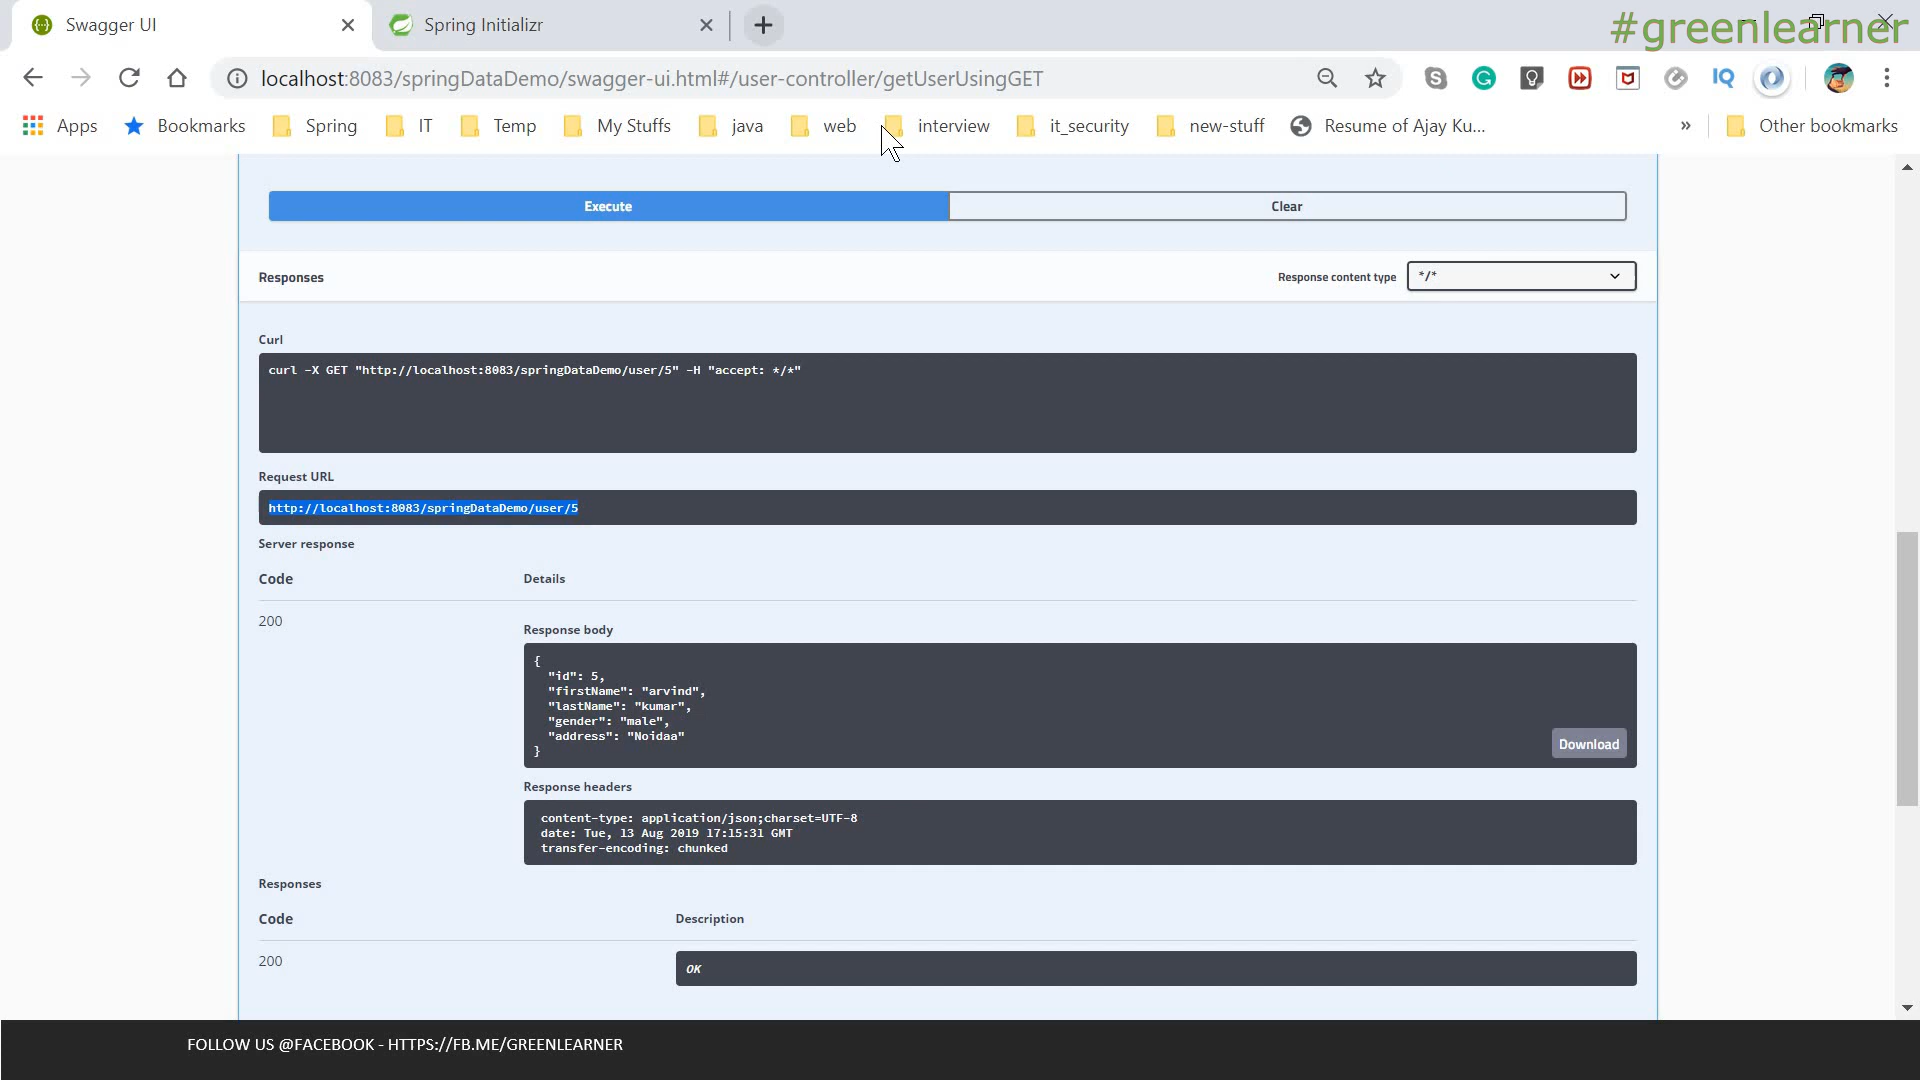 Swagger UI
Spring Initializr
#greenlearner
localhost:8083/springDataDemo/swagger-ui.html#/user-controller/getUserUsingGET
IQ
Apps
Bookmarks
Spring
IT
Temp
My Stuffs
java
web
interview
it_security
new-stuff
Resume of Ajay Ku...
»
Other bookmarks
Execute
Clear
Responses
Response content type
*/*
Curl
curl -X GET "http://localhost:8083/springDataDemo/user/5" -H "accept: */*"
Request URL
http://localhost:8083/springDataDemo/user/5
Server response
Code
Details
200
Response body
{
"id": 5,
"firstName": "arvind",
"lastName": "kumar",
"gender": "male",
"address": "Noidaa"
}
Download
Response headers
content-type: application/json;charset=UTF-8
date: Tue, 13 Aug 2019 17:15:31 GMT
transfer-encoding: chunked
Responses
Code
Description
200
OK
FOLLOW US @FACEBOOK - HTTPS://FB.ME/GREENLEARNER